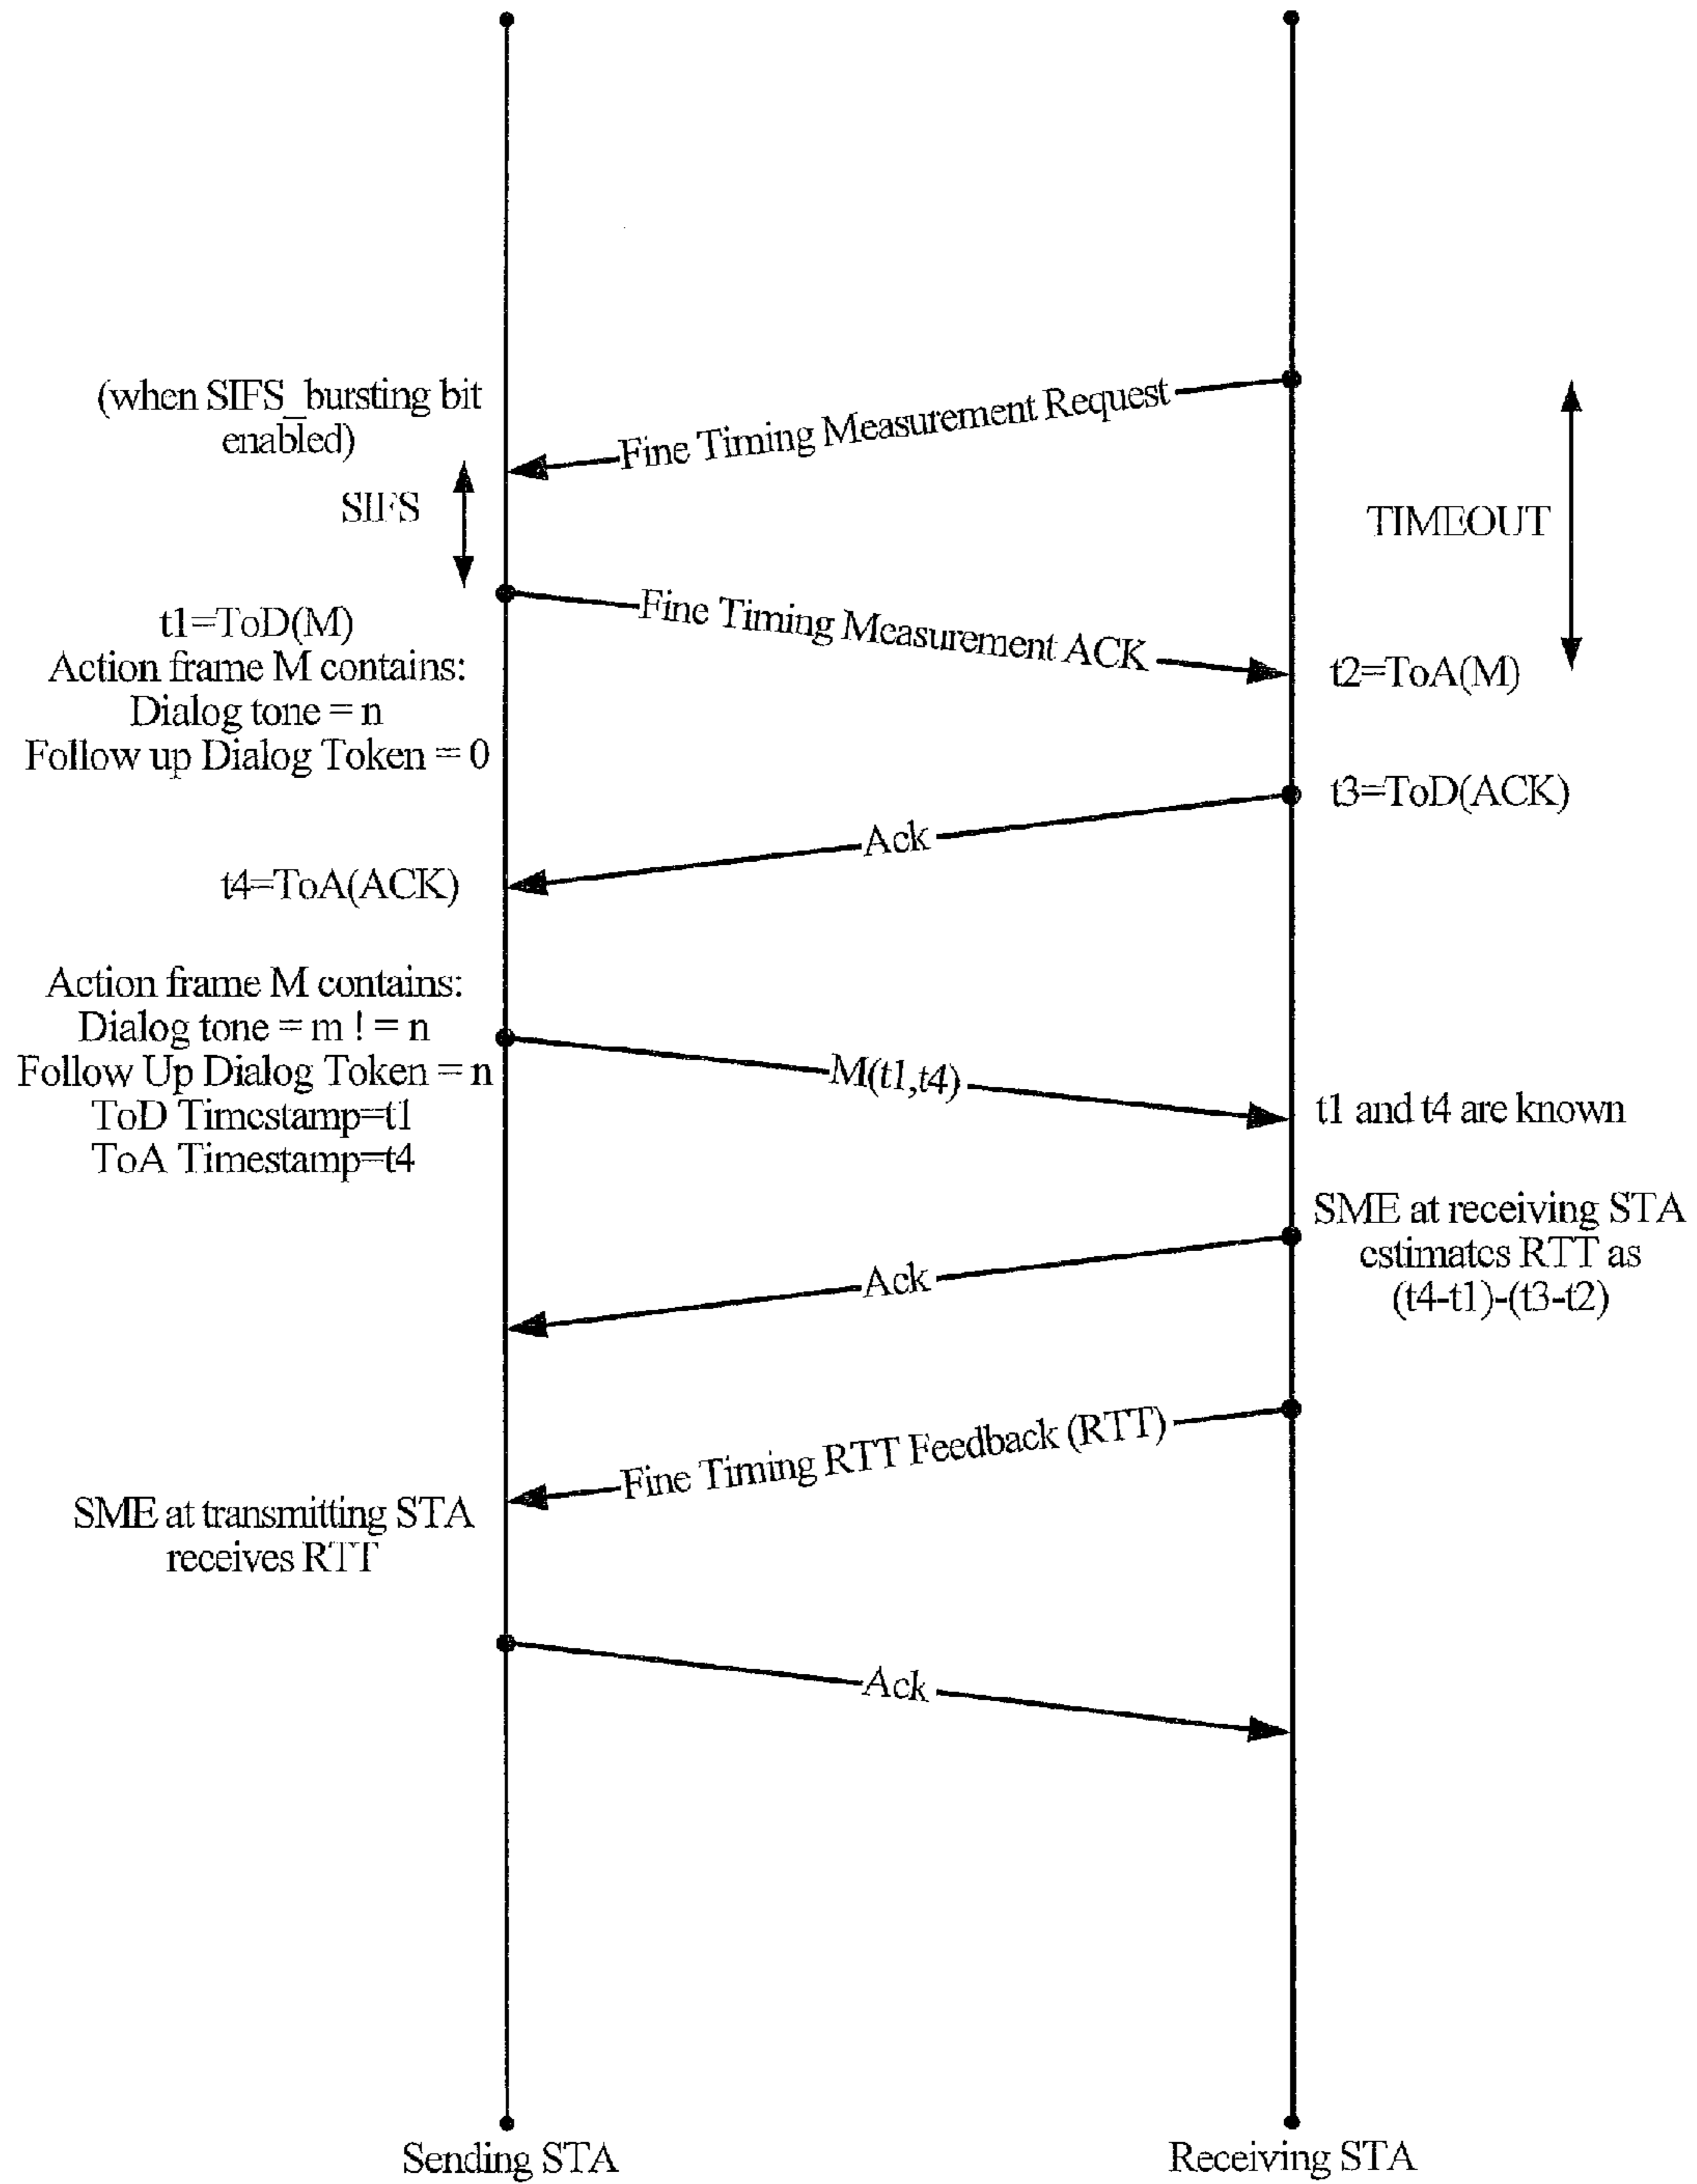 (when SIFS_bursting bit
enabled)
Fine Timing Measurement Request
SIFS
TIMEOUT
Fine Timing Measurement ACK
t1=ToD(M)
Action frame M contains:
Dialog tone = n
Follow up Dialog Token = 0
t2=ToA(M)
t3=ToD(ACK)
Ack
t4=ToA(ACK)
Action frame M contains:
Dialog tone = m ! = n
Follow Up Dialog Token = n
ToD Timestamp=t1
ToA Timestamp=t4
M(t1,t4)
t1 and t4 are known
SME at receiving STA
estimates RTT as
(t4-t1)-(t3-t2)
Ack
Fine Timing RTT Feedback (RTT)
SME at transmitting STA
receives RTT
Ack
Sending STA
Receiving STA